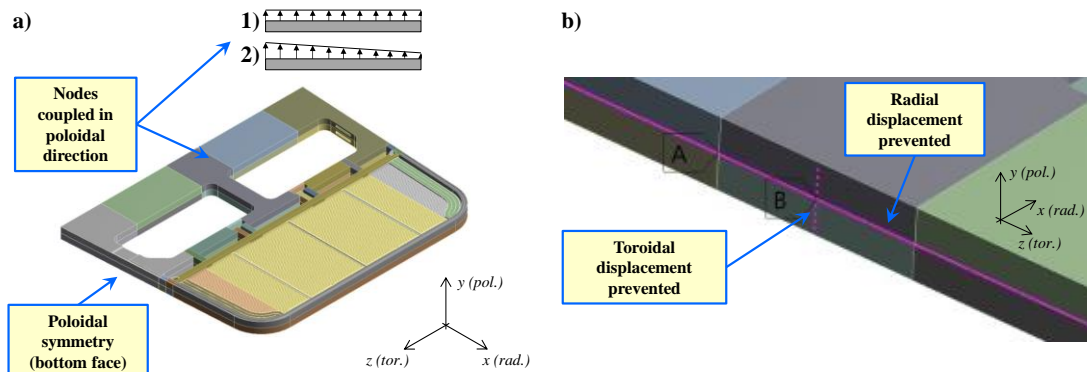 a)
1)
2)
Nodes
coupled in
poloidal
direction
Poloidal
symmetry
(bottom face)
y (pol.)
z (tor.)
x (rad.)
b)
Radial
displacement
prevented
A
B
Toroidal
displacement
prevented
y (pol.)
x (rad.)
z (tor.)